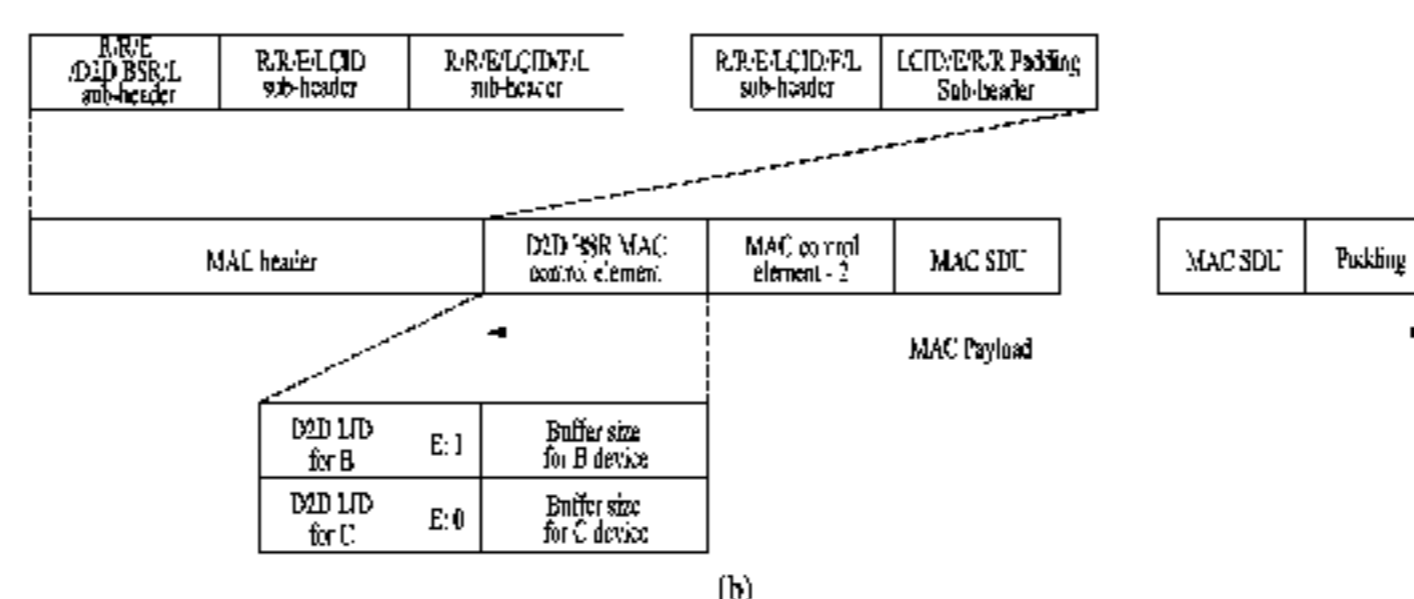 R/R/E
/D2D BSR/L
sub-header
R/R/E/LCID
sub-header
R/R/E/LCID/F/L
sub-header
R/R/E/LCID/F/L
sub-header
LCID/E/R/R Padding
Sub-header
MAC header
D2D BSR MAC
control element
MAC control
element - 2
MAC SDU
MAC SDU
Padding
MAC Payload
D2D LID
for B
E: 1
Buffer size
for B device
D2D LID
for C
E: 0
Buffer size
for C device
(b)